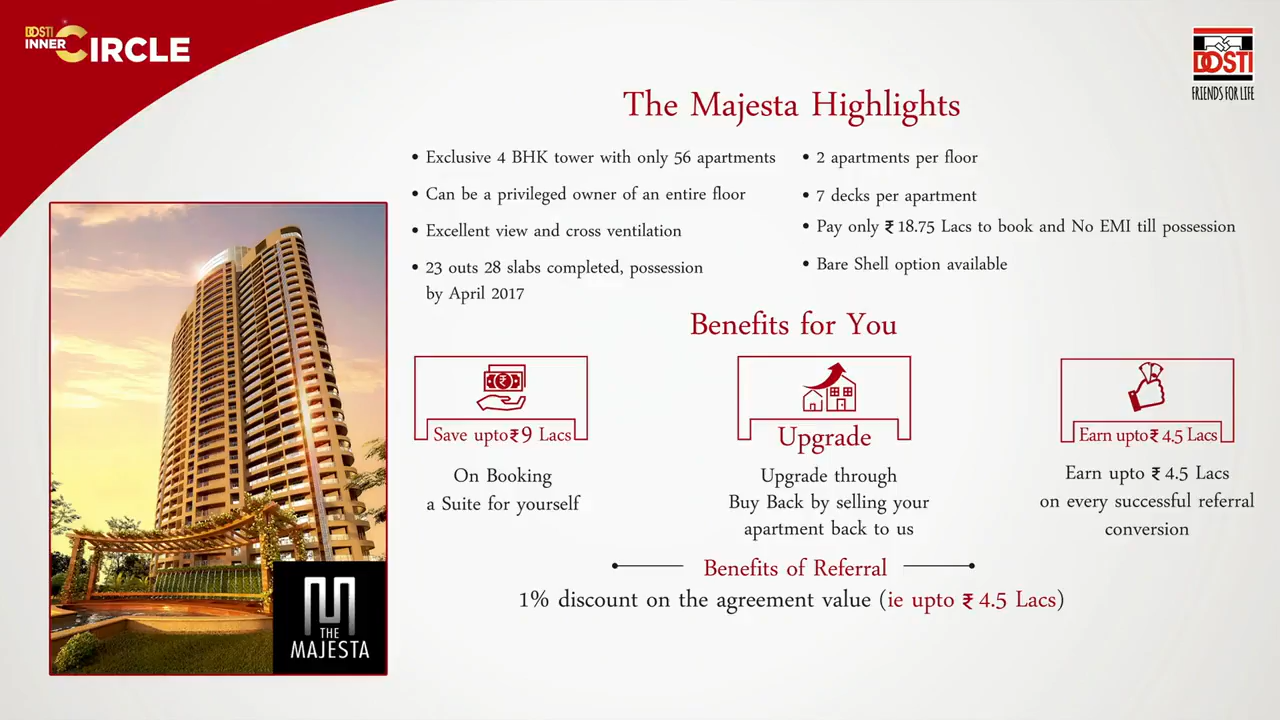 DOSTI
INNER CIRCLE
DOSTI
FRIENDS FOR LIFE
The Majesta Highlights
• Exclusive 4 BHK tower with only 56 apartments
• Can be a privileged owner of an entire floor
• Excellent view and cross ventilation
• 23 outs 28 slabs completed, possession
by April 2017
• 2 apartments per floor
• 7 decks per apartment
• Pay only ₹ 18.75 Lacs to book and No EMI till possession
• Bare Shell option available
Benefits for You
Save upto ₹ 9 Lacs
On Booking
a Suite for yourself
Upgrade
Upgrade through
Buy Back by selling your
apartment back to us
Earn upto ₹ 4.5 Lacs
Earn upto ₹ 4.5 Lacs
on every successful referral
conversion
Benefits of Referral
1% discount on the agreement value (ie upto ₹ 4.5 Lacs)
THE
MAJESTA